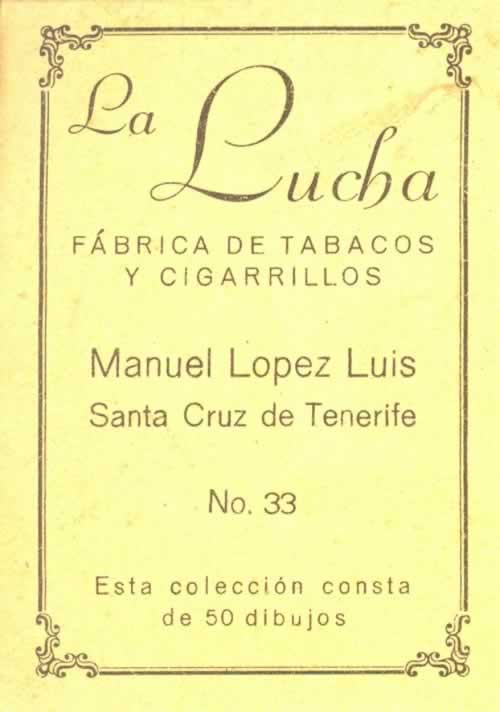 La Lucha
FÁBRICA DE TABACOS
Y CIGARRILLOS
Manuel Lopez Luis
Santa Cruz de Tenerife
No. 33
Esta colección consta
de 50 dibujos